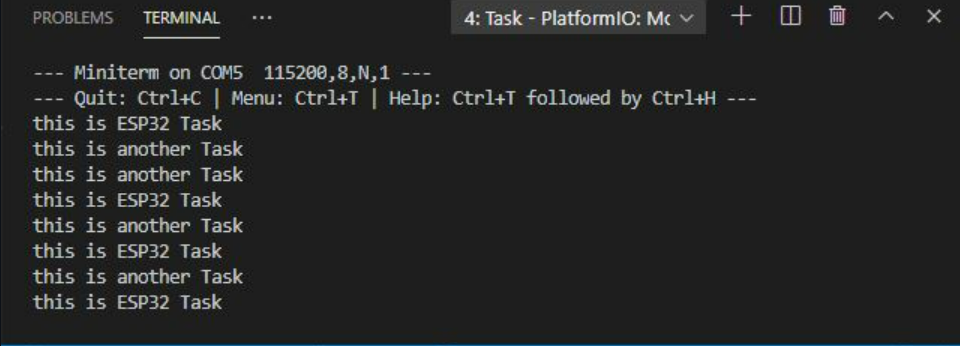 PROBLEMS TERMINAL ... 4: Task - PlatformIO: Mc
--- Miniterm on COM5  115200,8,N,1 ---
--- Quit: Ctrl+C | Menu: Ctrl+T | Help: Ctrl+T followed by Ctrl+H ---
this is ESP32 Task
this is another Task
this is another Task
this is ESP32 Task
this is another Task
this is ESP32 Task
this is another Task
this is ESP32 Task